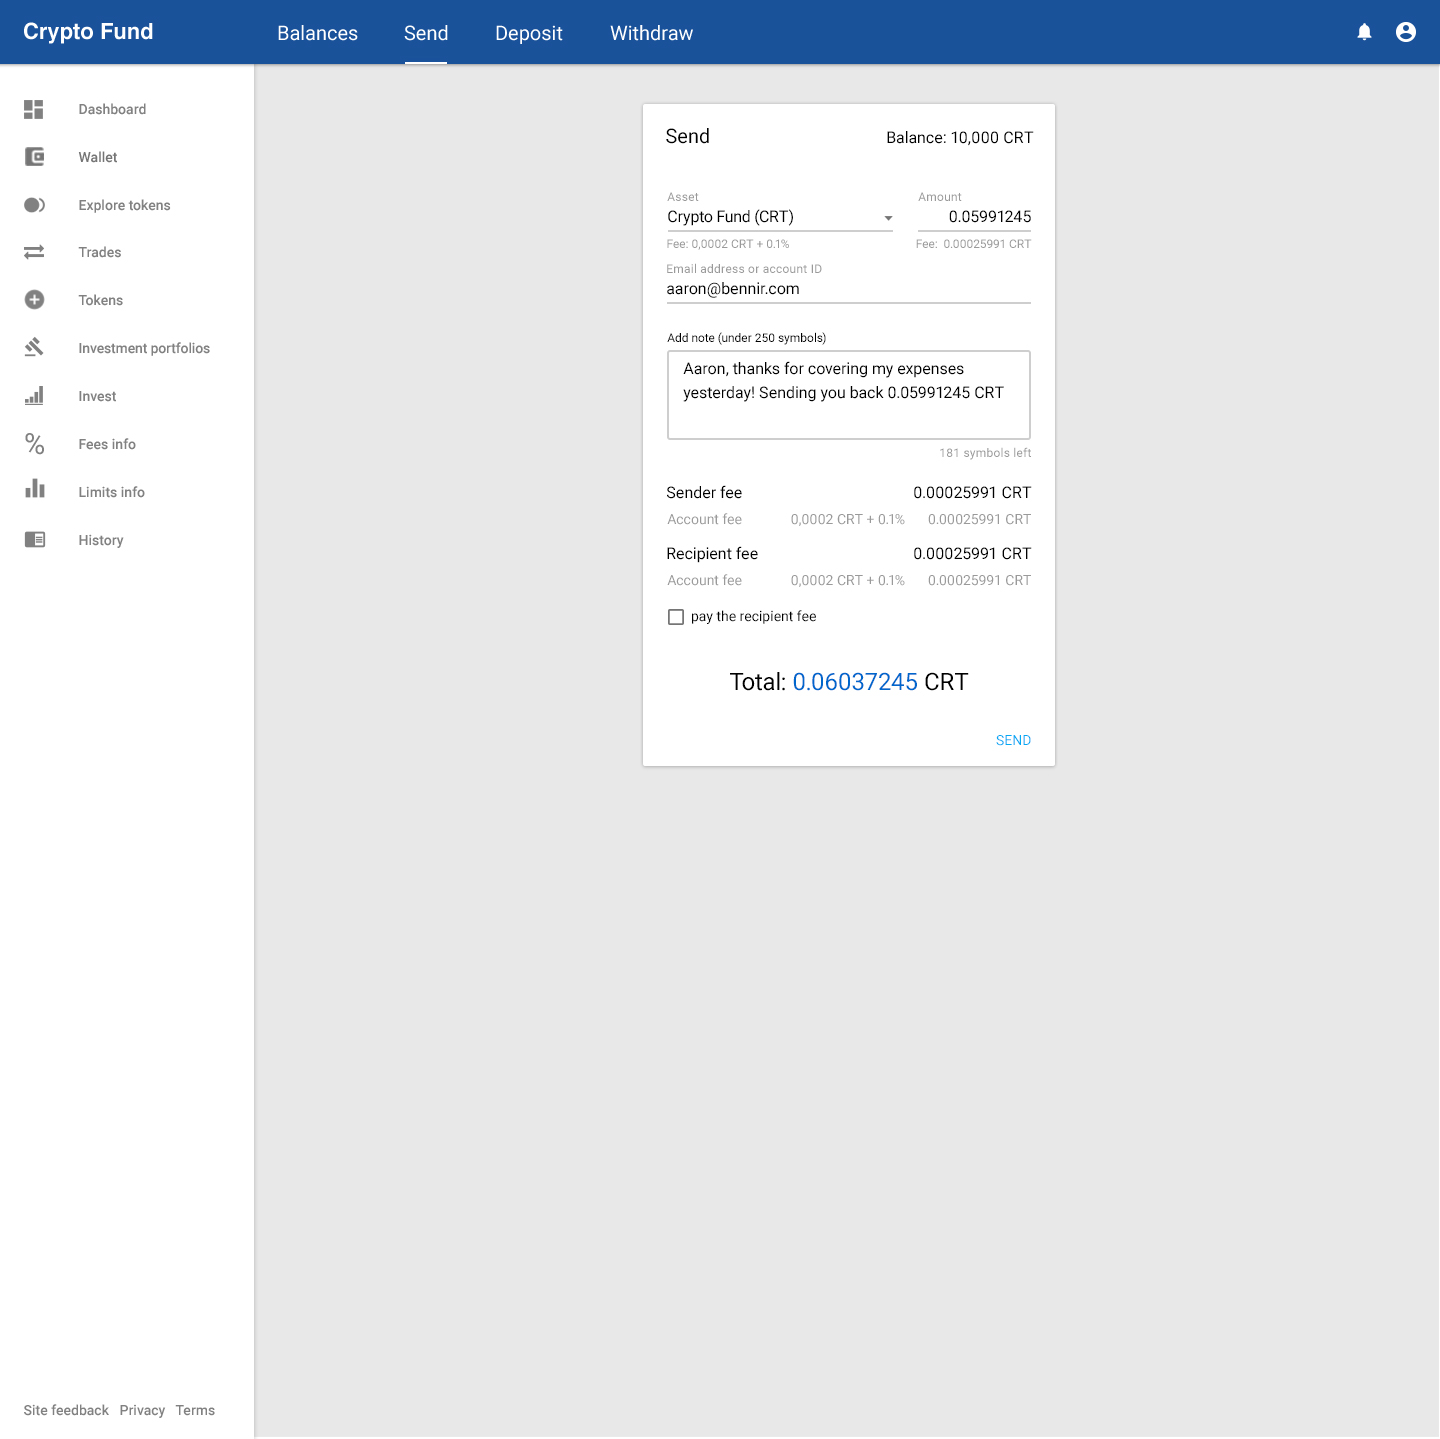 Crypto Fund
Balances Send Deposit Withdraw
Dashboard
Wallet
Explore tokens
Trades
Tokens
Investment portfolios
Invest
Fees info
Limits info
History
Site feedback Privacy Terms
Send Balance: 10,000 CRT
Asset Amount
Crypto Fund (CRT) 0.05991245
Fee: 0,0002 CRT + 0.1% Fee: 0.00025991 CRT
Email address or account ID
aaron@bennir.com
Add note (under 250 symbols)
Aaron, thanks for covering my expenses
yesterday! Sending you back 0.05991245 CRT
181 symbols left
Sender fee 0.00025991 CRT
Account fee 0,0002 CRT + 0.1% 0.00025991 CRT
Recipient fee 0.00025991 CRT
Account fee 0,0002 CRT + 0.1% 0.00025991 CRT
pay the recipient fee
Total: 0.06037245 CRT
SEND